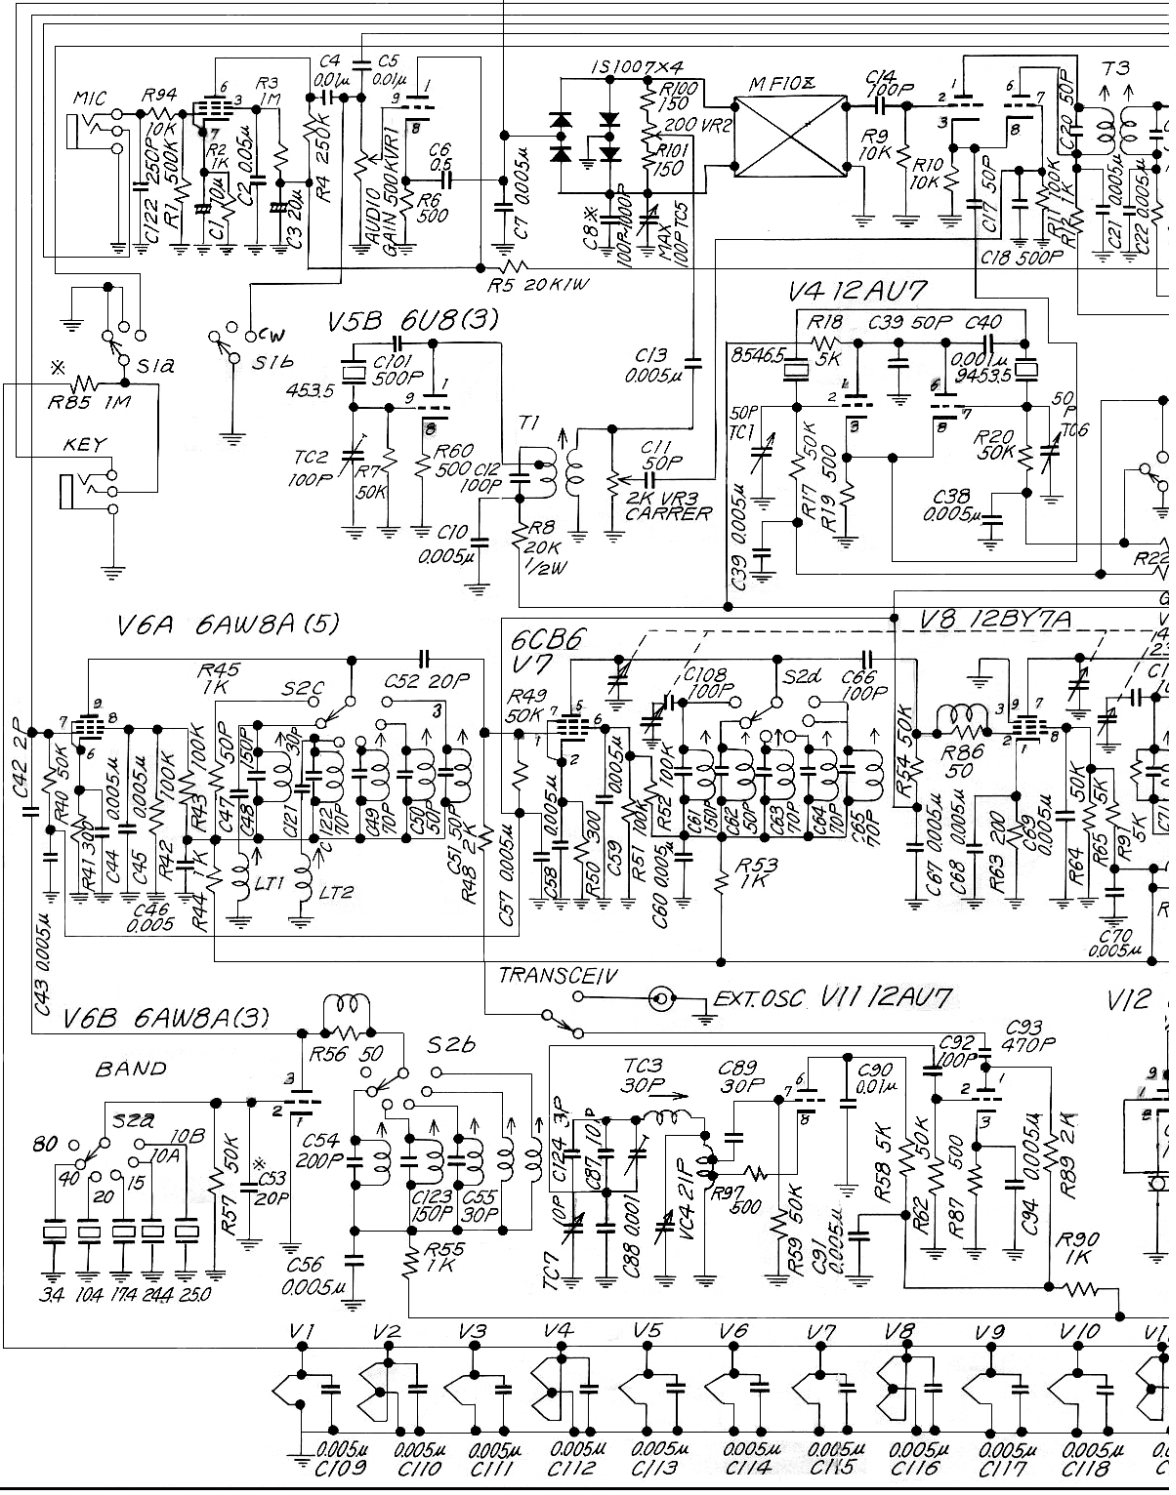 MIC
R94
10K
C122 250P
R1 500K
R2
1K
C1 10μ
C2 0.05μ
R3
1M
C3 20μ
R4 250K
C4
0.01μ
C5
0.01μ
AUDIO
GAIN 500KVR1
R6
500
C6
0.5
C7 0.005μ
1S1007×4
R100
150
200 VR2
R101
150
C8※
100P~1000P
MAX
100P TC5
MF10Z
C14
100P
R9
10K
R10
10K
C17 50P
C18 500P
R11 100K
C20 50P
T3
C21 0.005μ
C22 0.005μ
R5 20K1W
S1a
S1b
CW
※
R85 1M
KEY
V5B 6U8(3)
453.5
C101
500P
TC2
100P
R7
50K
R60
500
C12
100P
C10
0.005μ
T1
R8
20K
1/2W
C11
50P
2K VR3
CARRER
C13
0.005μ
V4 12AU7
8546.5
R18
5K
C39 50P
C40
0.001μ
9453.5
50P
TC1
R17 50K
R19 500
C39 0.005μ
R20
50K
C38
0.005μ
50
P
TC6
R22
V6A 6AW8A(5)
R45
1K
S2C
C52 20P
C42 2P
R40 50K
R41 300
C44 0.005μ
C45 0.005μ
R42 100K
R43 100K
R44 1K
C46
0.005
C47 50P
C48 150P
C121 30P
C122 70P
C49 70P
C50 50P
C51 50P
R48 2K
LT1
LT2
C43 0.005μ
6CB6
V7
R49
50K
C57 0.005μ
C58 0.005μ
R50 300
C59 0.005μ
R51 100K
R52 100K
C60 0.005μ
C108
100P
S2d
C66
100P
C61 150P
C62 50P
C63 70P
C64 70P
C65 70P
R53
1K
V8 12BY7A
R54 50K
R86
50
C67 0.005μ
C68 0.005μ
R63 200
C69 0.005μ
R64 50K
R65 5K
R91 5K
C70
0.005μ
TRANSCEIV
EXT.OSC
V11 12AU7
V12
V6B 6AW8A(3)
R56 50
S2b
BAND
S2a
80
40
20
15
10A
10B
3.4 10.4 17.4 24.4 25.0
R57 50K
※
C53
20P
C54
200P
C123
150P
C55
30P
C56
0.005μ
R55
1K
TC3
30P
C124 3P
C87 10P
TC7 10P
C88 0.001
VC4 21P
C89
30P
R97
500
R59 50K
C90
0.01μ
C91 0.005μ
R58 5K
C92
100P
C93
470P
R62 50K
R87 500
C94 0.005μ
R89 2K
R90
1K
V1 V2 V3 V4 V5 V6 V7 V8 V9 V10
0.005μ 0.005μ 0.005μ 0.005μ 0.005μ 0.005μ 0.005μ 0.005μ 0.005μ 0.005μ
C109 C110 C111 C112 C113 C114 C115 C116 C117 C118